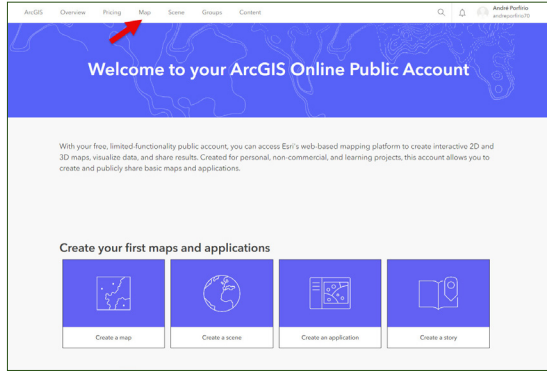 ArcGIS Overview Pricing Map Scene Groups Content André Porfirio
andreporfirio70
Welcome to your ArcGIS Online Public Account
With your free, limited-functionality public account, you can access Esri's web-based mapping platform to create interactive 2D and
3D maps, visualize data, and share results. Created for personal, non-commercial, and learning projects, this account allows you to
create and publicly share basic maps and applications.
Create your first maps and applications
Create a map Create a scene Create an application Create a story